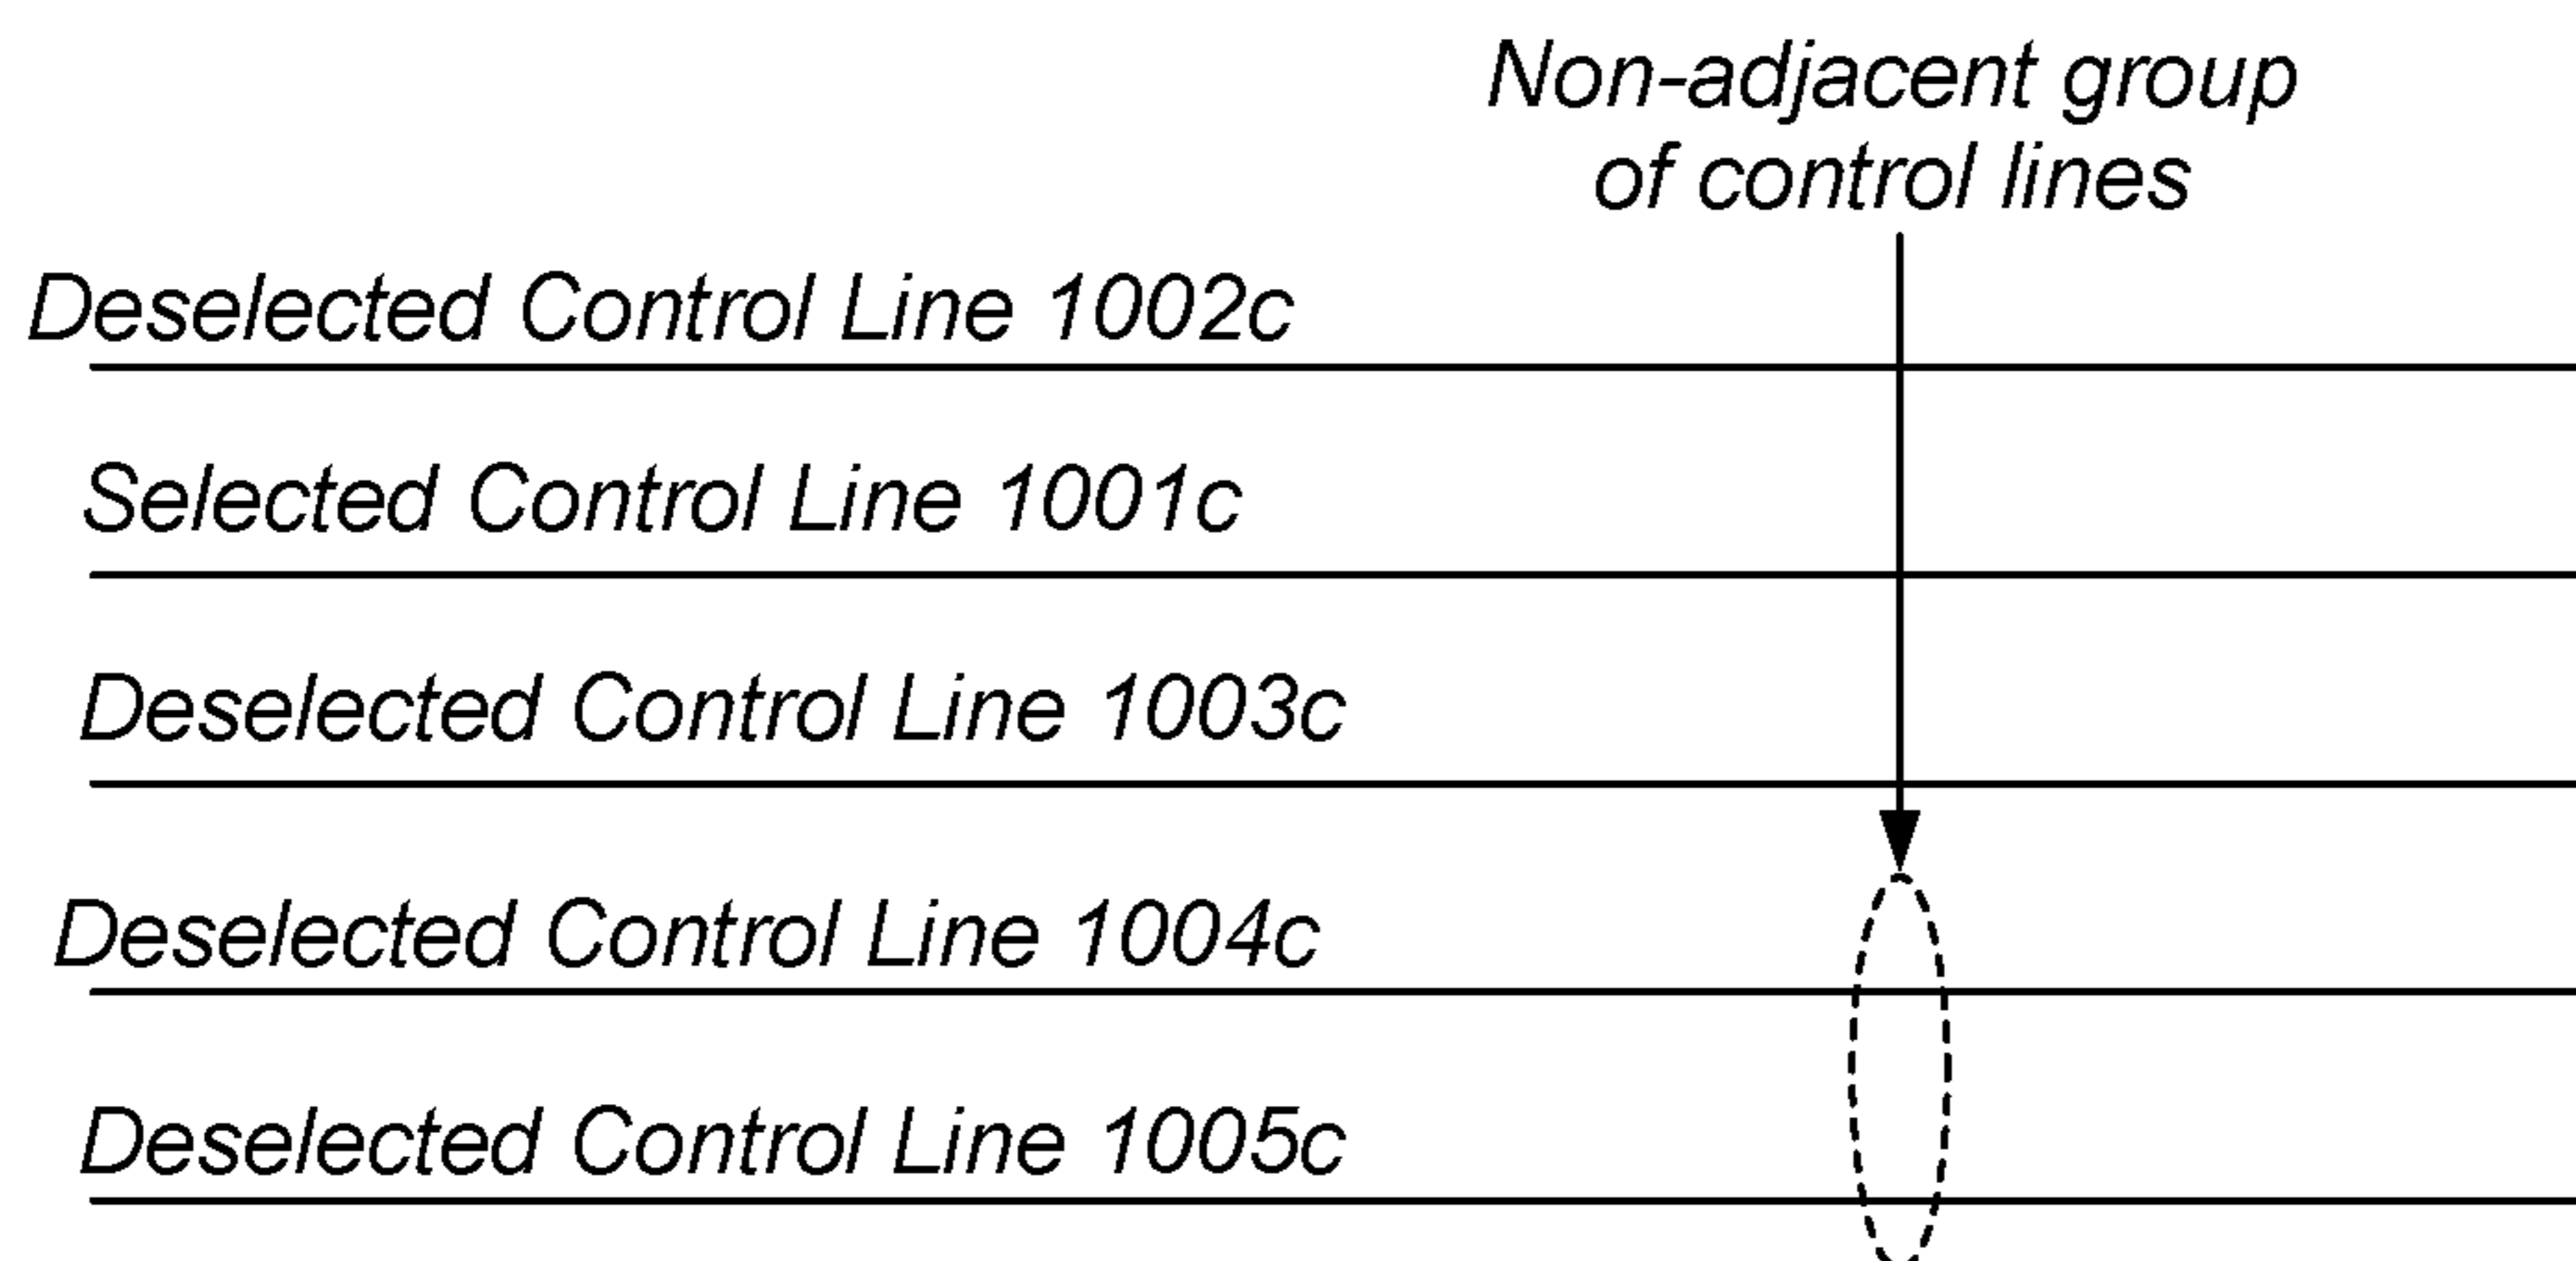 Non-adjacent group
of control lines
Deselected Control Line 1002c
Selected Control Line 1001c
Deselected Control Line 1003c
Deselected Control Line 1004c
Deselected Control Line 1005c